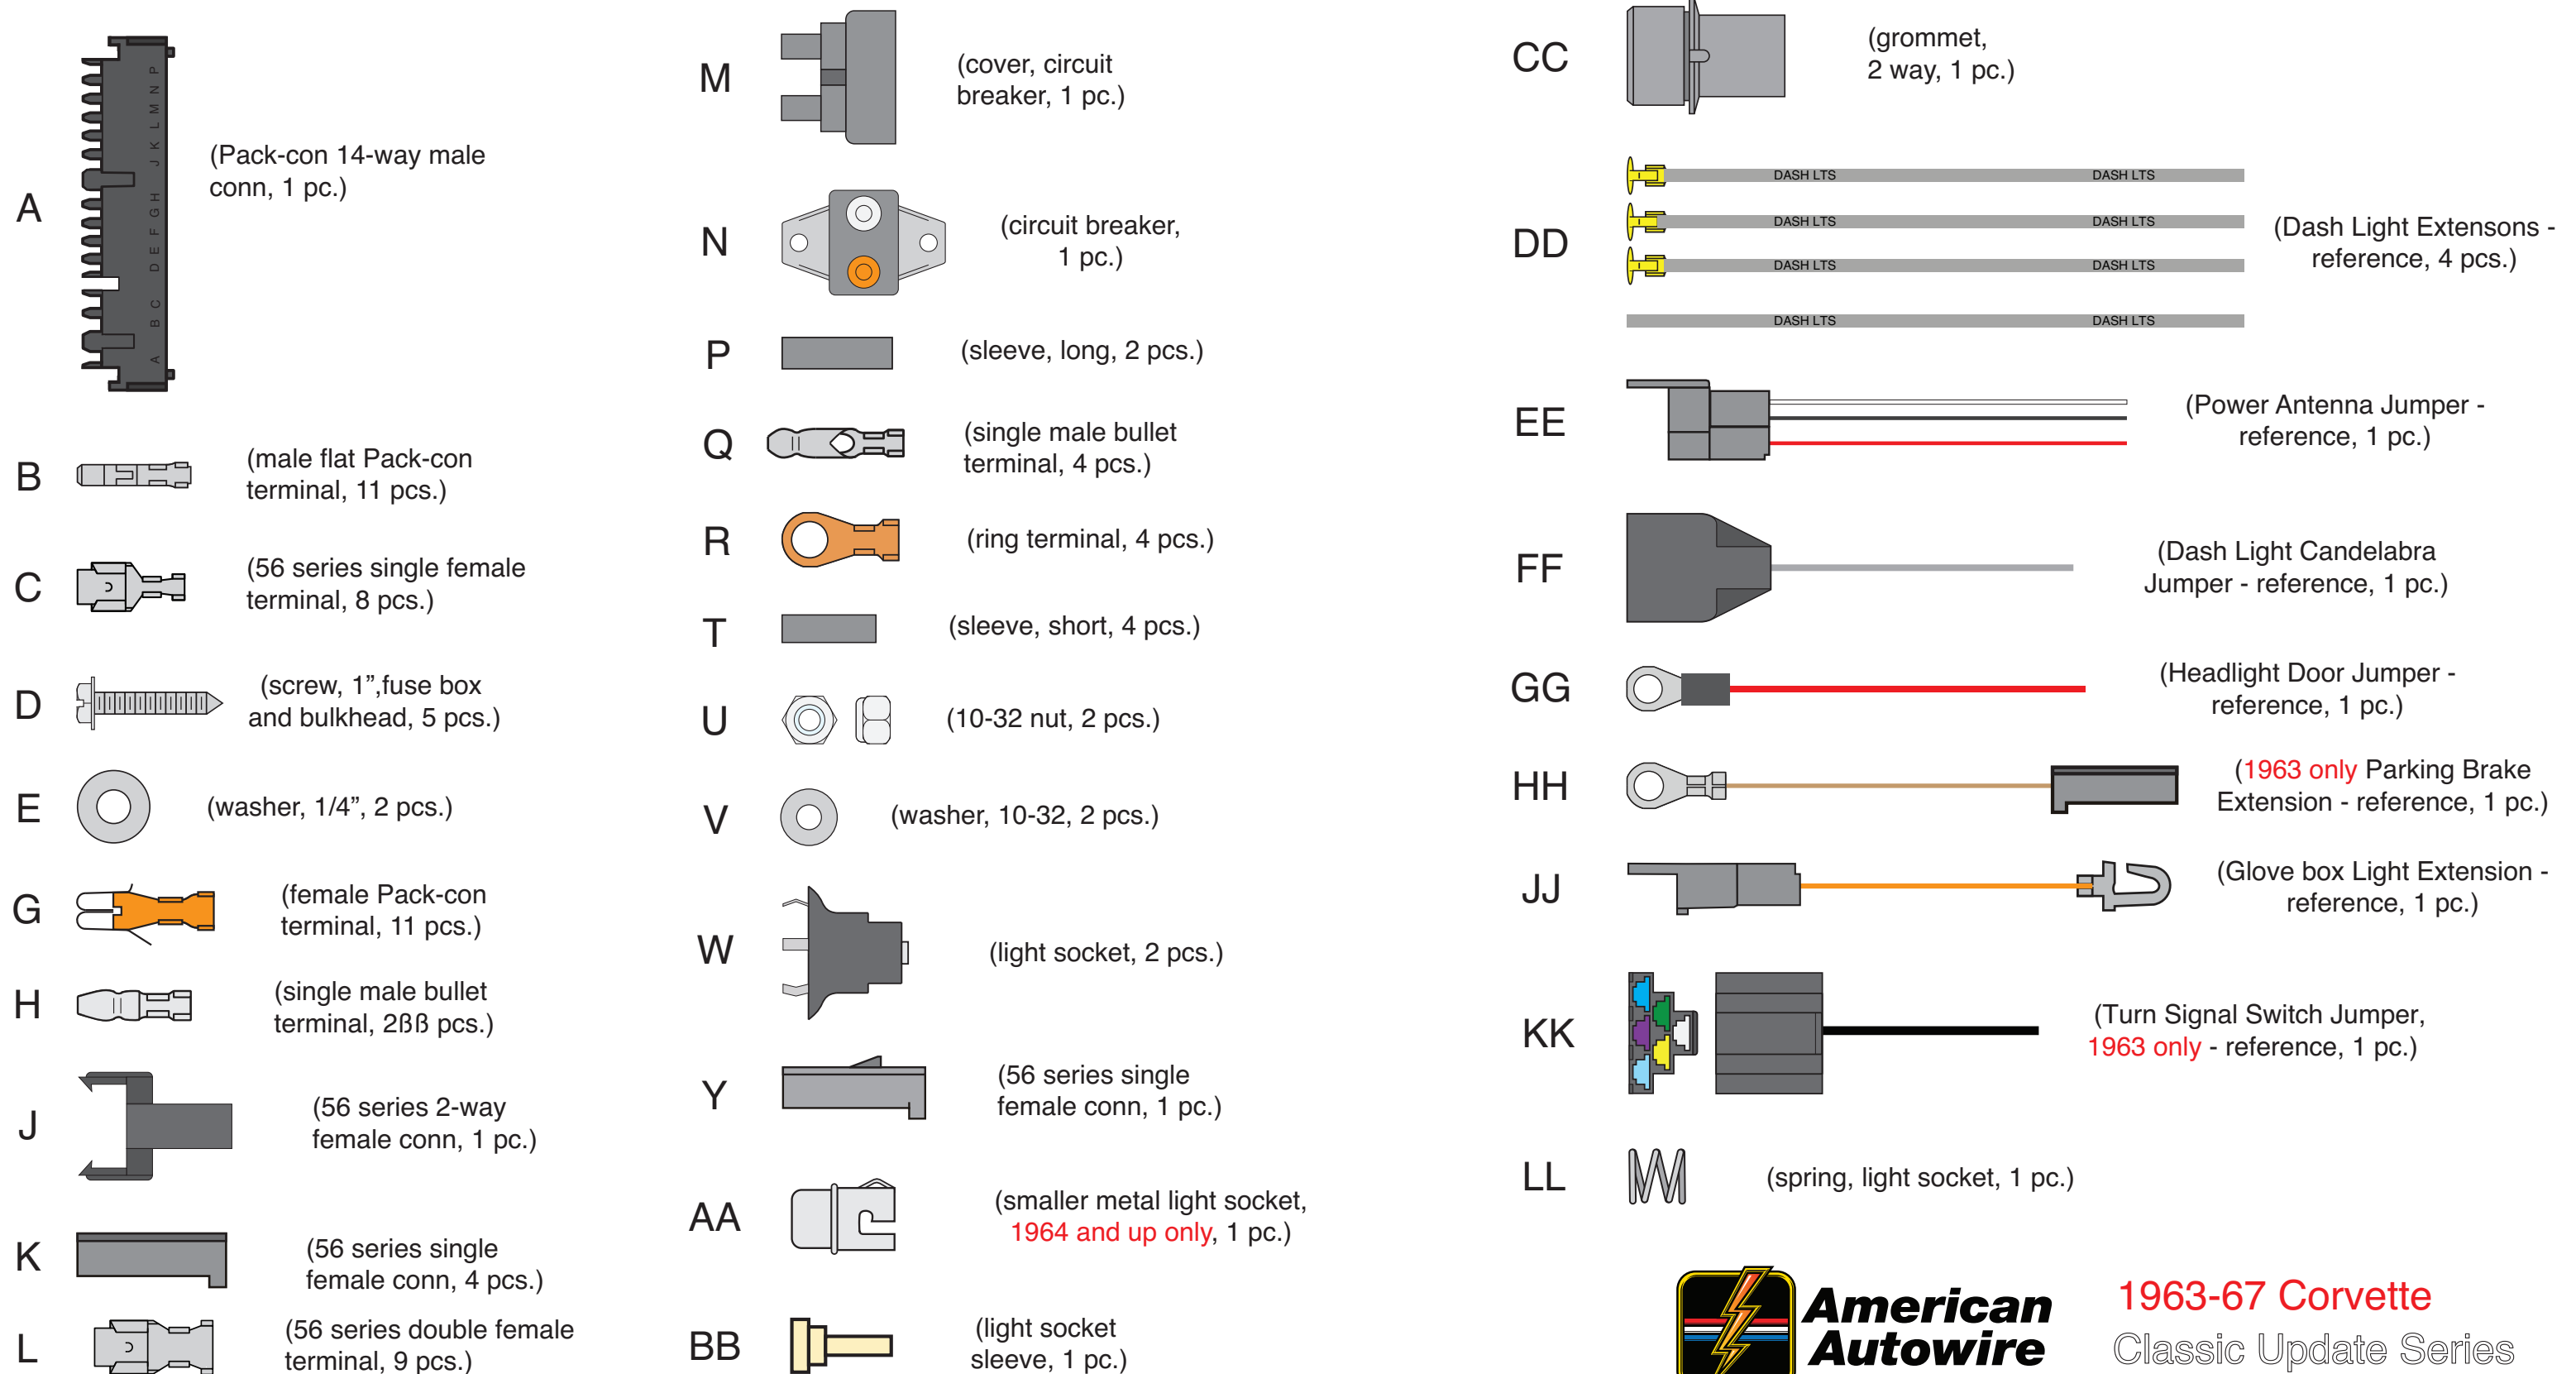 A
A B C D E F G H J K L M N P
(Pack-con 14-way male
conn, 1 pc.)
B
(male flat Pack-con
terminal, 11 pcs.)
C
(56 series single female
terminal, 8 pcs.)
D
(screw, 1”,fuse box
and bulkhead, 5 pcs.)
E
(washer, 1/4”, 2 pcs.)
G
(female Pack-con
terminal, 11 pcs.)
H
(single male bullet
terminal, 2ßß pcs.)
J
(56 series 2-way
female conn, 1 pc.)
K
(56 series single
female conn, 4 pcs.)
L
(56 series double female
terminal, 9 pcs.)
M
(cover, circuit
breaker, 1 pc.)
N
(circuit breaker,
1 pc.)
P
(sleeve, long, 2 pcs.)
Q
(single male bullet
terminal, 4 pcs.)
R
(ring terminal, 4 pcs.)
T
(sleeve, short, 4 pcs.)
U
(10-32 nut, 2 pcs.)
V
(washer, 10-32, 2 pcs.)
W
(light socket, 2 pcs.)
Y
(56 series single
female conn, 1 pc.)
AA
(smaller metal light socket,
1964 and up only, 1 pc.)
BB
(light socket
sleeve, 1 pc.)
CC
(grommet,
2 way, 1 pc.)
DD
DASH LTS DASH LTS
DASH LTS DASH LTS
DASH LTS DASH LTS
DASH LTS DASH LTS
(Dash Light Extensons -
reference, 4 pcs.)
EE
(Power Antenna Jumper -
reference, 1 pc.)
FF
(Dash Light Candelabra
Jumper - reference, 1 pc.)
GG
(Headlight Door Jumper -
reference, 1 pc.)
HH
(1963 only Parking Brake
Extension - reference, 1 pc.)
JJ
(Glove box Light Extension -
reference, 1 pc.)
KK
(Turn Signal Switch Jumper,
1963 only - reference, 1 pc.)
LL
(spring, light socket, 1 pc.)
American
Autowire
1963-67 Corvette
Classic Update Series